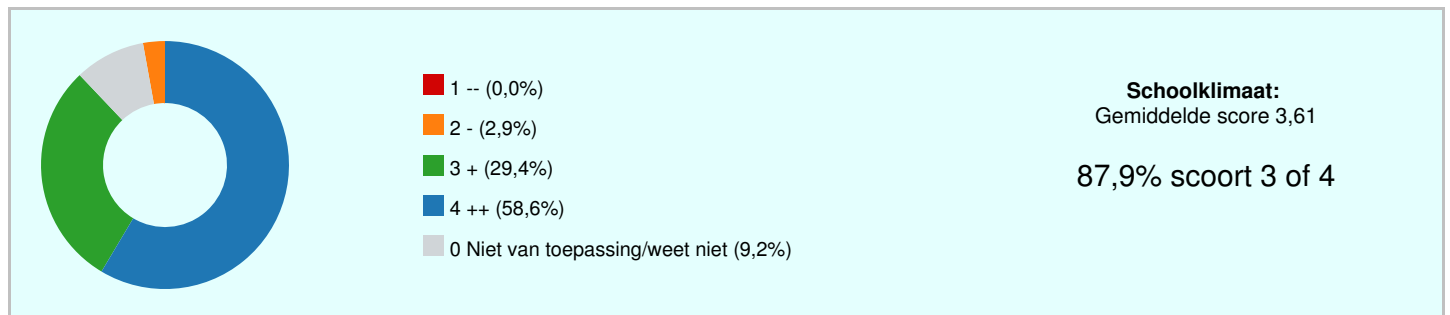 1 -- (0,0%)
2 - (2,9%)
3 + (29,4%)
4 ++ (58,6%)
0 Niet van toepassing/weet niet (9,2%)
Schoolklimaat:
Gemiddelde score 3,61
87,9% scoort 3 of 4